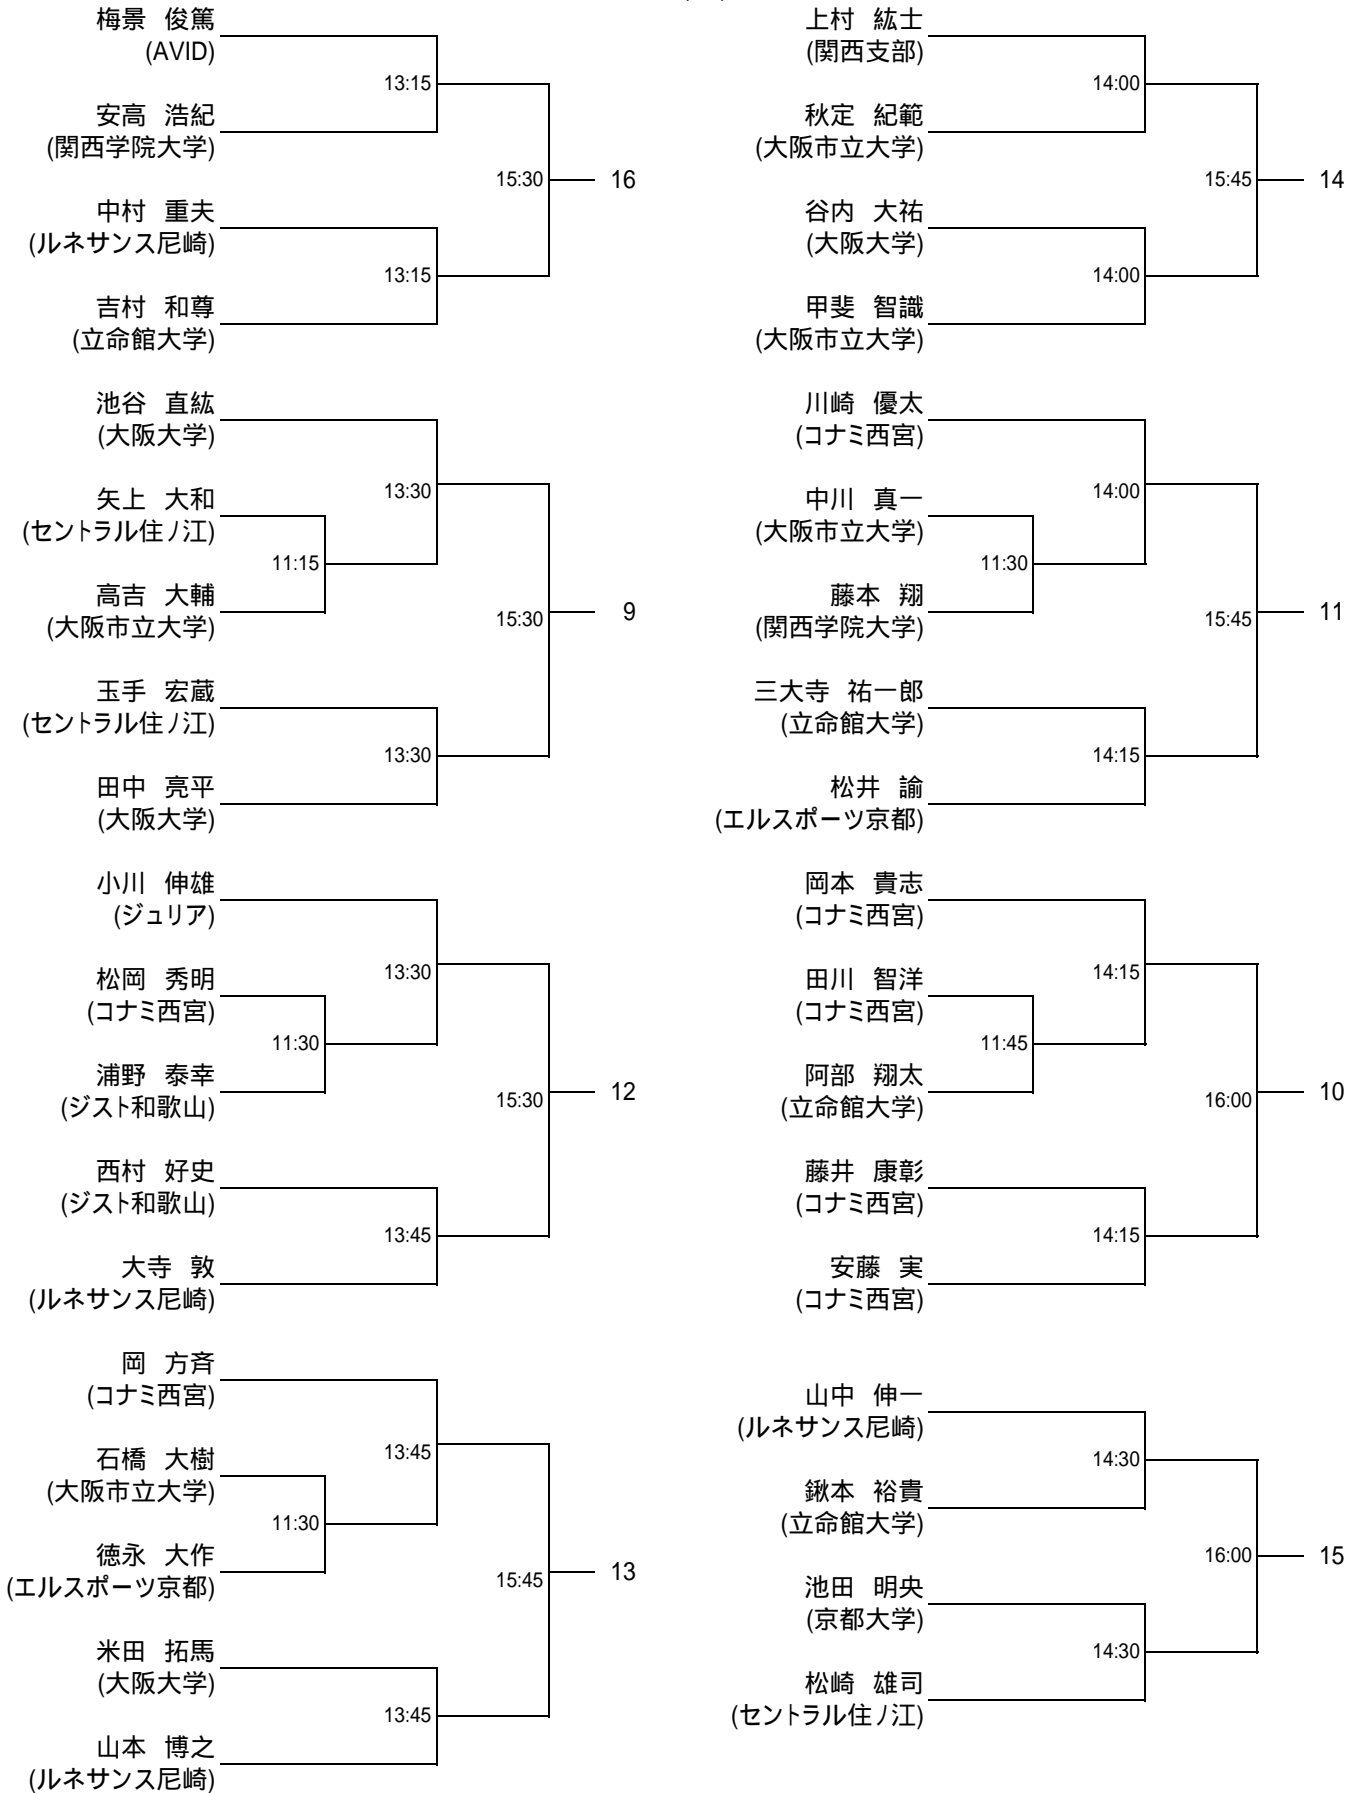 梅景 俊篤
(AVID)
13:15
安高 浩紀
(関西学院大学)
15:30
16
中村 重夫
(ルネサンス尼崎)
13:15
吉村 和尊
(立命館大学)
池谷 直紘
(大阪大学)
13:30
矢上 大和
(セントラル住ノ江)
11:15
高吉 大輔
(大阪市立大学)
15:30
9
玉手 宏蔵
(セントラル住ノ江)
13:30
田中 亮平
(大阪大学)
小川 伸雄
(ジュリア)
13:30
松岡 秀明
(コナミ西宮)
11:30
浦野 泰幸
(ジスト和歌山)
15:30
12
西村 好史
(ジスト和歌山)
13:45
大寺 敦
(ルネサンス尼崎)
岡 方斉
(コナミ西宮)
13:45
石橋 大樹
(大阪市立大学)
11:30
徳永 大作
(エルスポーツ京都)
15:45
13
米田 拓馬
(大阪大学)
13:45
山本 博之
(ルネサンス尼崎)
上村 紘士
(関西支部)
14:00
秋定 紀範
(大阪市立大学)
15:45
14
谷内 大祐
(大阪大学)
14:00
甲斐 智識
(大阪市立大学)
川崎 優太
(コナミ西宮)
14:00
中川 真一
(大阪市立大学)
11:30
藤本 翔
(関西学院大学)
15:45
11
三大寺 祐一郎
(立命館大学)
14:15
松井 諭
(エルスポーツ京都)
岡本 貴志
(コナミ西宮)
14:15
田川 智洋
(コナミ西宮)
11:45
阿部 翔太
(立命館大学)
16:00
10
藤井 康彰
(コナミ西宮)
14:15
安藤 実
(コナミ西宮)
山中 伸一
(ルネサンス尼崎)
14:30
鍬本 裕貴
(立命館大学)
16:00
15
池田 明央
(京都大学)
14:30
松崎 雄司
(セントラル住ノ江)